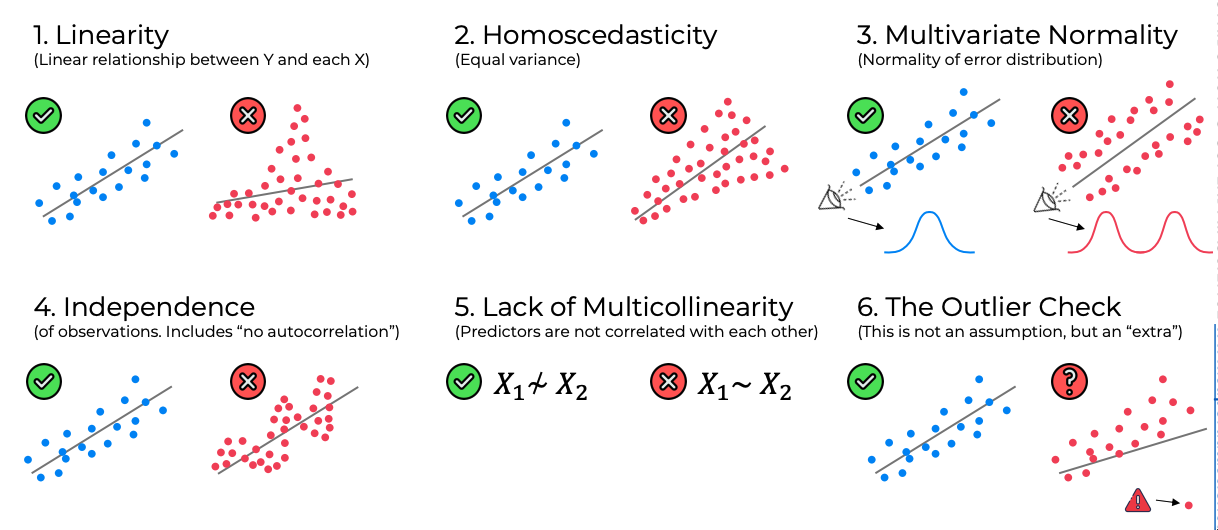 1. Linearity
(Linear relationship between Y and each X)
2. Homoscedasticity
(Equal variance)
3. Multivariate Normality
(Normality of error distribution)
4. Independence
(of observations. Includes “no autocorrelation”)
5. Lack of Multicollinearity
(Predictors are not correlated with each other)
X₁ ≁ X₂
X₁ ~ X₂
6. The Outlier Check
(This is not an assumption, but an “extra”)
?
!